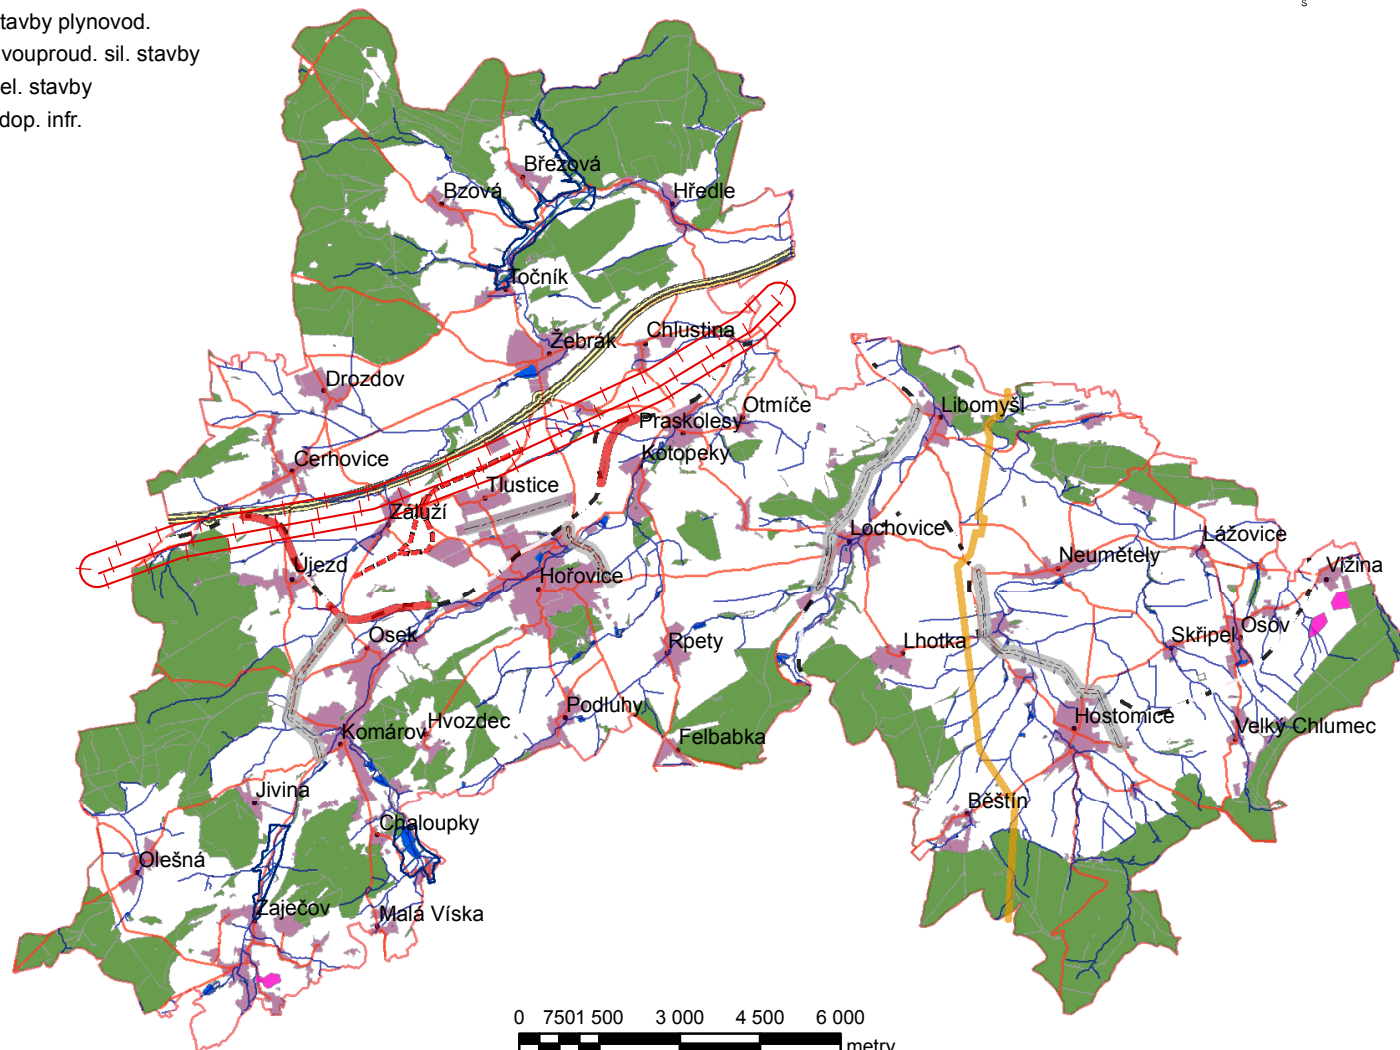 s
tavby plynovod.
vouproud. sil. stavby
el. stavby
dop. infr.
Březová
Bzová
Hředle
Točník
Chlustina
Žebrák
Drozdov
Otmíče
Libomyšl
Praskolesy
Kotopeky
Cerhovice
Tlustice
Záluží
Lochovice
Lážovice
Neumětely
Újezd
Vižina
Hořovice
Osek
Rpety
Lhotka
Skřipel
Osov
Podluhy
Hostomice
Hvozdec
Velký Chlumec
Komárov
Felbabka
Jivina
Běštín
Chaloupky
Olešná
Zaječov
Malá Víska
0 750 1 500 3 000 4 500 6 000
metry